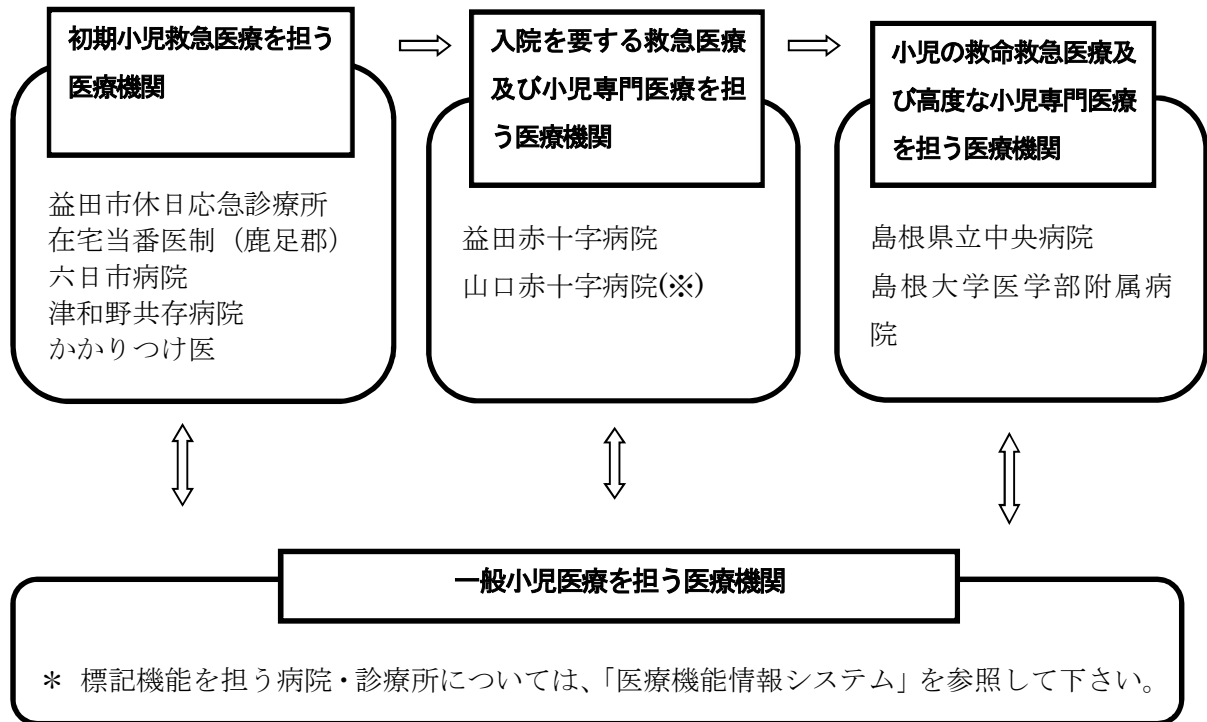 初期小児救急医療を担う
医療機関
益田市休日応急診療所
在宅当番医制（鹿足郡）
六日市病院
津和野共存病院
かかりつけ医
入院を要する救急医療
及び小児専門医療を担
う医療機関
益田赤十字病院
山口赤十字病院(※)
小児の救命救急医療及
び高度な小児専門医療
を担う医療機関
島根県立中央病院
島根大学医学部附属病
院
一般小児医療を担う医療機関
＊ 標記機能を担う病院・診療所については、「医療機能情報システム」を参照して下さい。